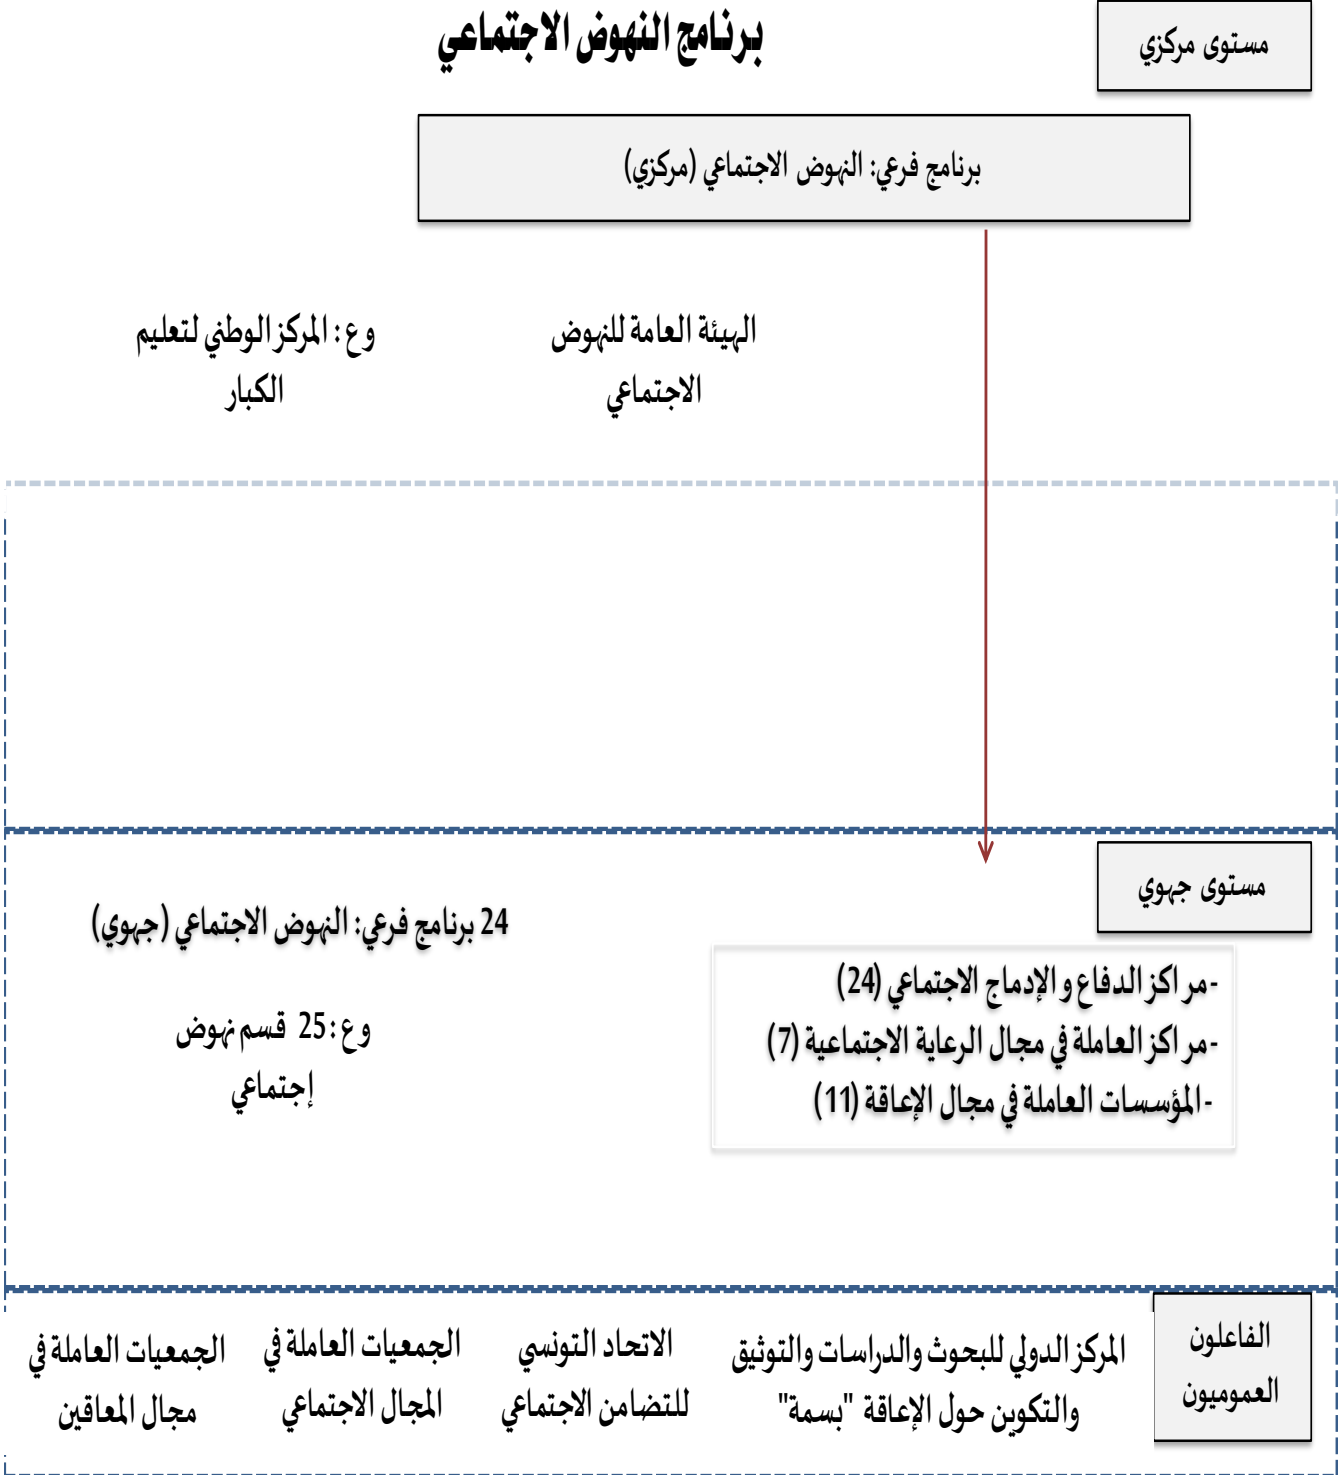 برنامج النهوض الاجتماعي
مستوى مركزي
برنامج فرعي: النهوض الاجتماعي (مركزي)
الهيئة العامة للنهوض
الاجتماعي
وع: المركز الوطني لتعليم
الكبار
مستوى جهوي
24 برنامج فرعي: النهوض الاجتماعي (جهوي)
-مراكز الدفاع والإدماج الاجتماعي (24)
-مراكز العاملة في مجال الرعاية الاجتماعية (7)
-المؤسسات العاملة في مجال الإعاقة (11)
وع: 25 قسم نهوض
إجتماعي
الفاعلون
العموميون
المركز الدولي للبحوث والدراسات والتوثيق
والتكوين حول الإعاقة "بسمة"
الاتحاد التونسي
للتضامن الاجتماعي
الجمعيات العاملة في
المجال الاجتماعي
الجمعيات العاملة في
مجال المعاقين